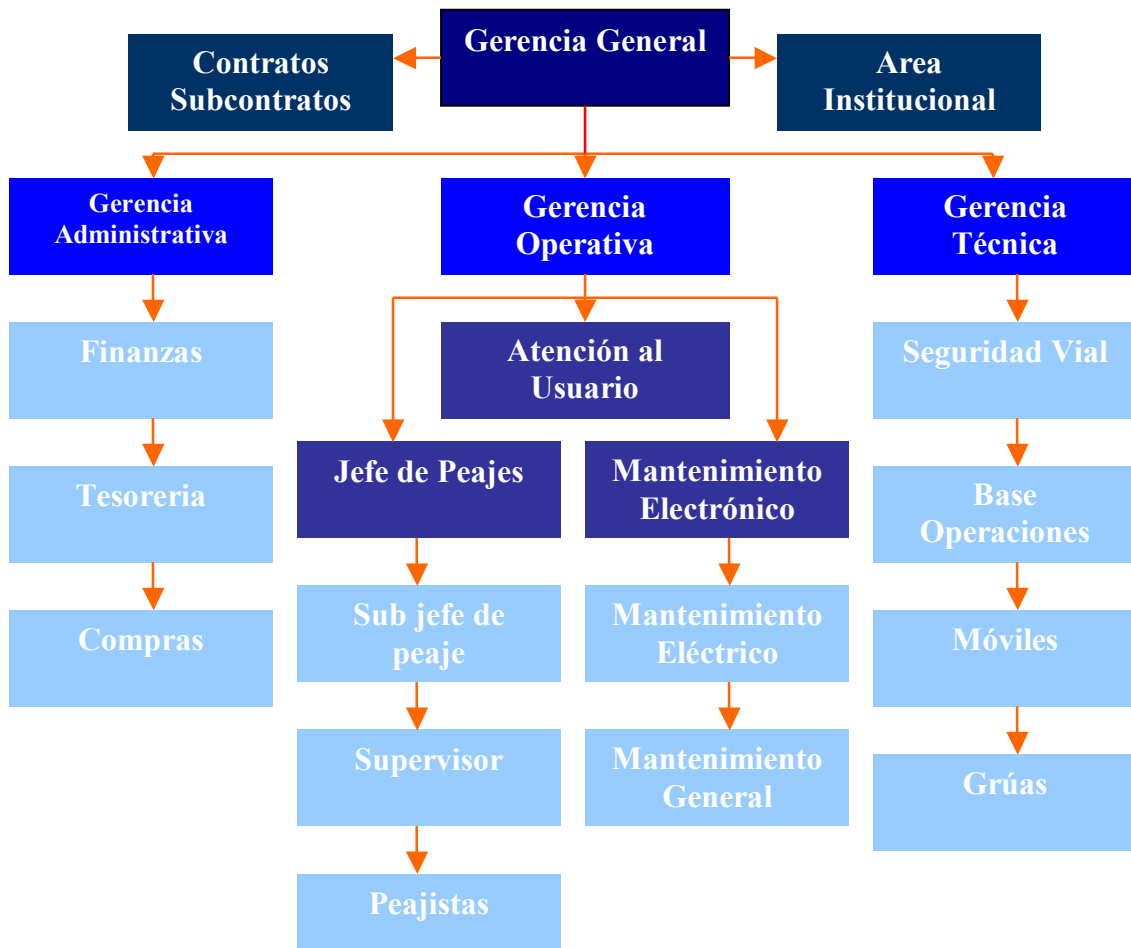 Gerencia General
Contratos
Subcontratos
Area
Institucional
Gerencia
Administrativa
Gerencia
Operativa
Gerencia
Técnica
Finanzas
Atención al
Usuario
Seguridad Vial
Jefe de Peajes
Mantenimiento
Electrónico
Tesoreria
Base
Operaciones
Sub jefe de
peaje
Mantenimiento
Eléctrico
Compras
Móviles
Supervisor
Mantenimiento
General
Grúas
Peajistas